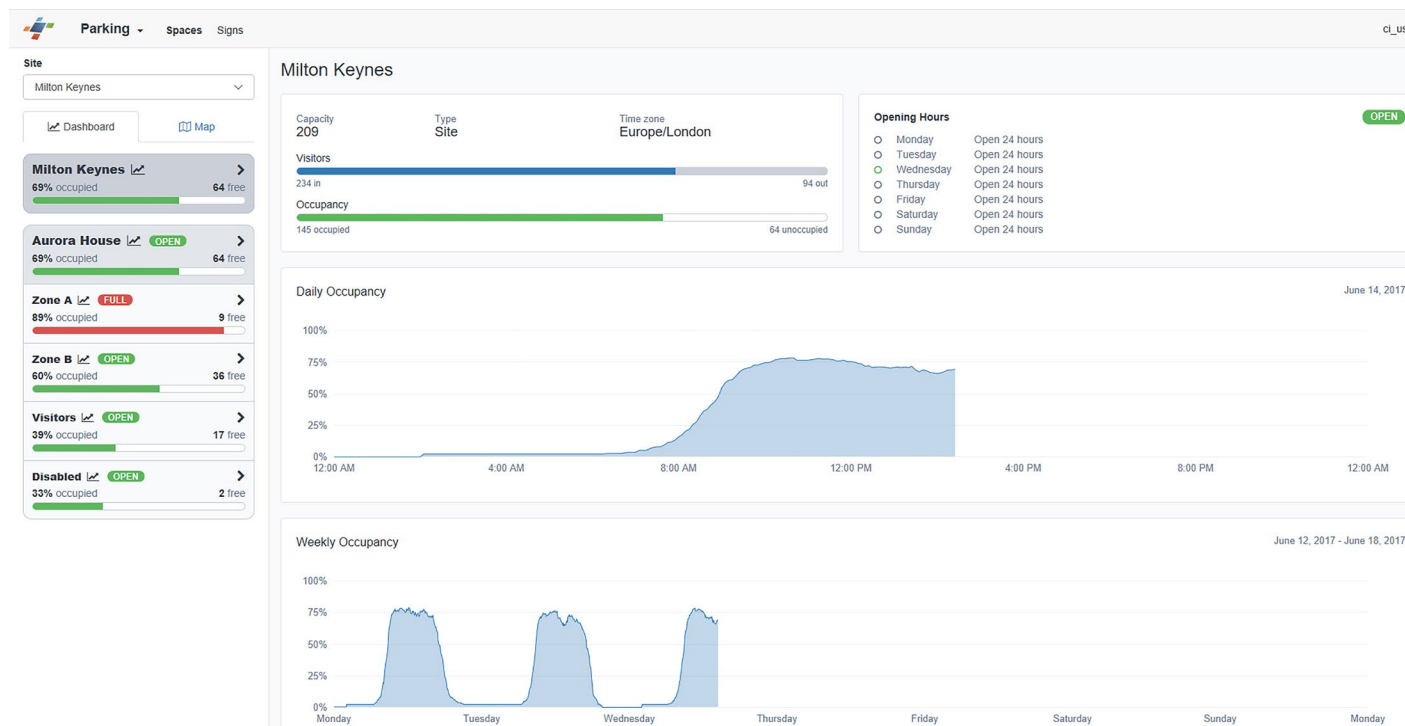 Parking Spaces Signs ci_us
Site
Milton Keynes
Dashboard Map
Milton Keynes
69% occupied 64 free
Aurora House OPEN
69% occupied 64 free
Zone A FULL
89% occupied 9 free
Zone B OPEN
60% occupied 36 free
Visitors OPEN
39% occupied 17 free
Disabled OPEN
33% occupied 2 free
Milton Keynes
Capacity Type Time zone
209 Site Europe/London
Visitors
234 in 94 out
Occupancy
145 occupied 64 unoccupied
Opening Hours OPEN
Monday Open 24 hours
Tuesday Open 24 hours
Wednesday Open 24 hours
Thursday Open 24 hours
Friday Open 24 hours
Saturday Open 24 hours
Sunday Open 24 hours
Daily Occupancy June 14, 2017
100%
75%
50%
25%
0%
12:00 AM 4:00 AM 8:00 AM 12:00 PM 4:00 PM 8:00 PM 12:00 AM
Weekly Occupancy June 12, 2017 - June 18, 2017
100%
75%
50%
25%
0%
Monday Tuesday Wednesday Thursday Friday Saturday Sunday Monday